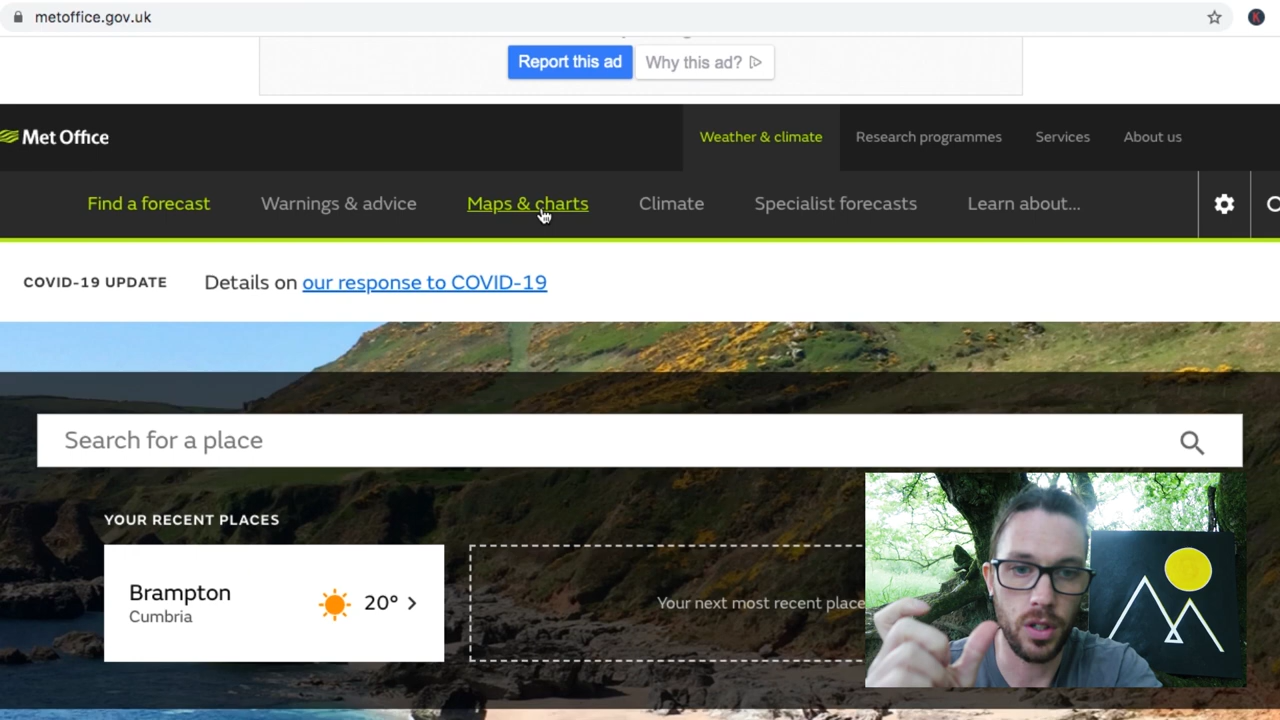 metoffice.gov.uk
K
Report this ad
Why this ad?
Met Office
Weather & climate
Research programmes
Services
About us
Find a forecast
Warnings & advice
Maps & charts
Climate
Specialist forecasts
Learn about...
COVID-19 UPDATE
Details on our response to COVID-19
Search for a place
YOUR RECENT PLACES
Brampton
Cumbria
20°
Your next most recent place